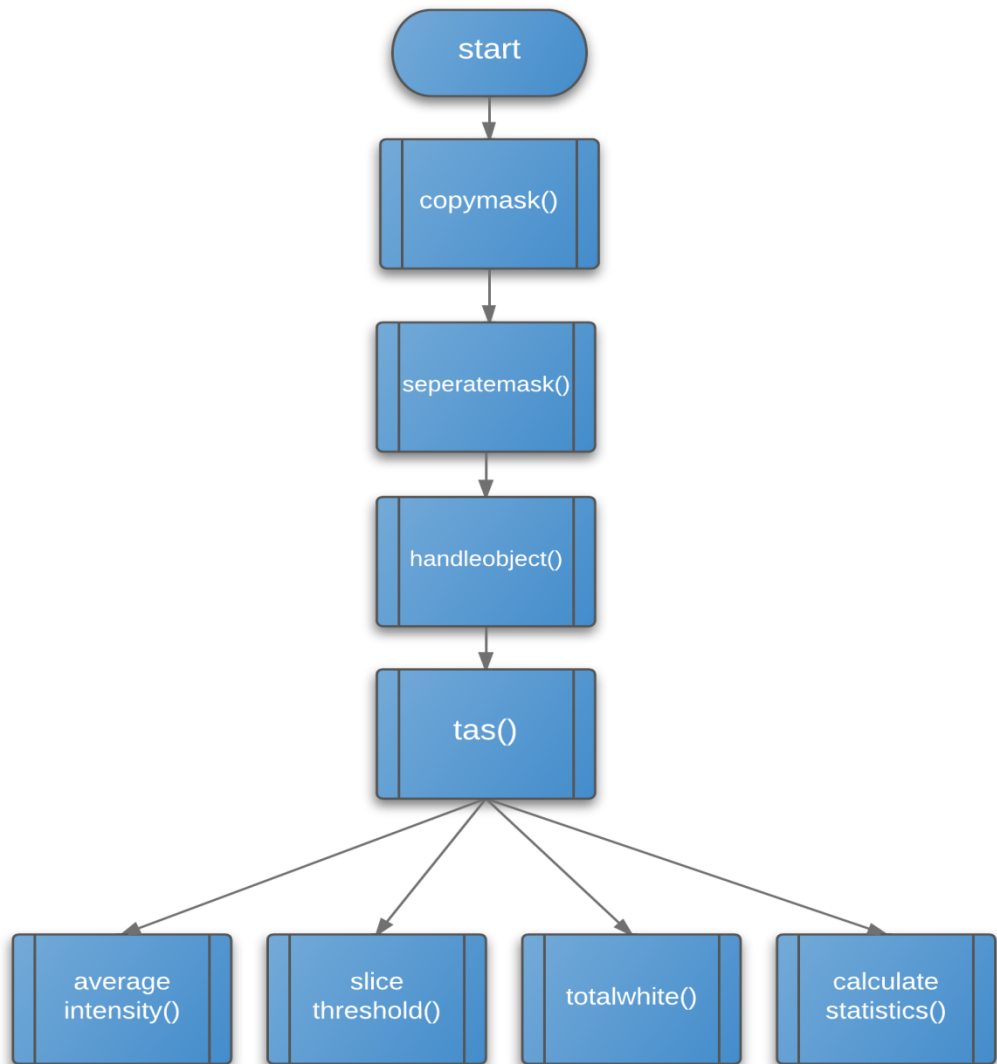 start
copymask()
seperatemask()
handleobject()
tas()
average
intensity()
slice
threshold()
totalwhite()
calculate
statistics()